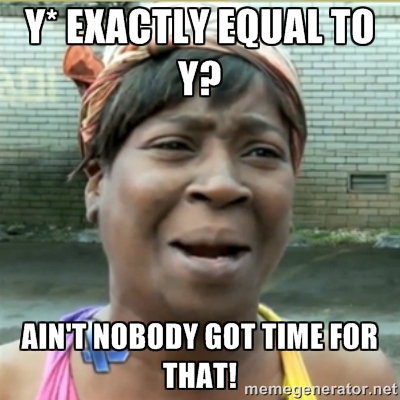 Y* EXACTLY EQUAL TO
Y?
AIN'T NOBODY GOT TIME FOR
THAT!
memegenerator.net